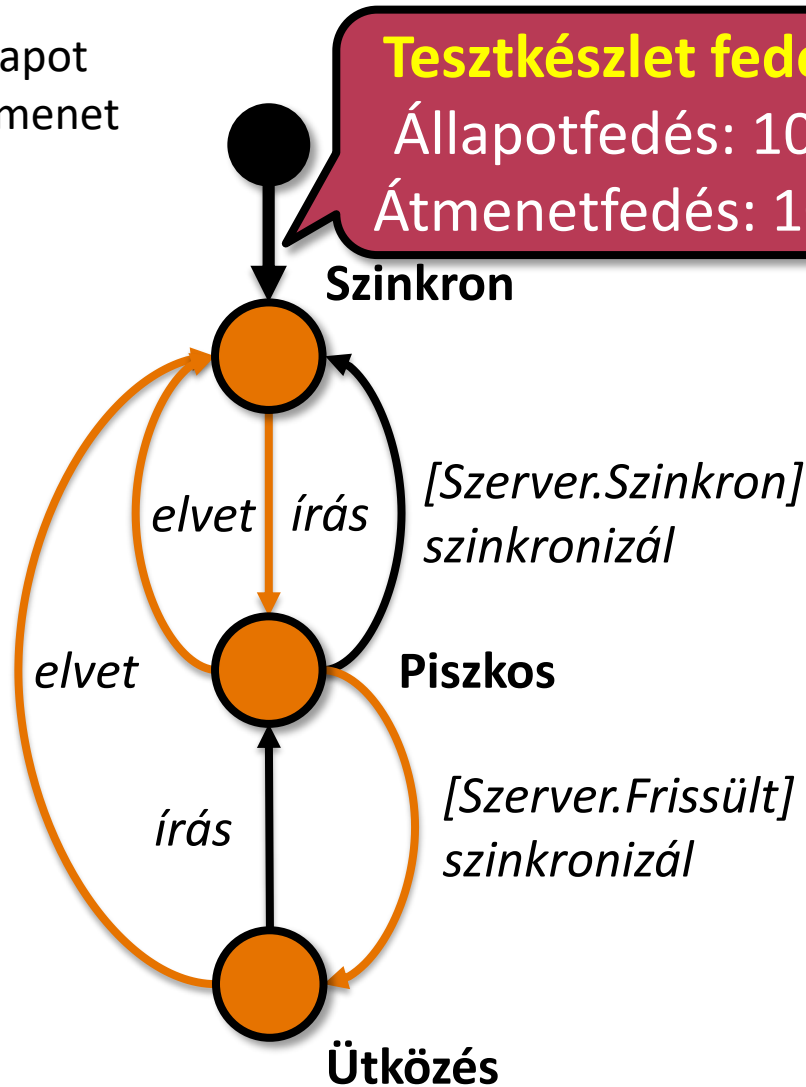 apot
menet
Tesztkészlet fed
Állapotfedés: 10
Átmenetfedés: 1
Szinkron
elvet írás
[Szerver.Szinkron]
szinkronizál
elvet
Piszkos
[Szerver.Frissült]
írás
szinkronizál
Ütközés